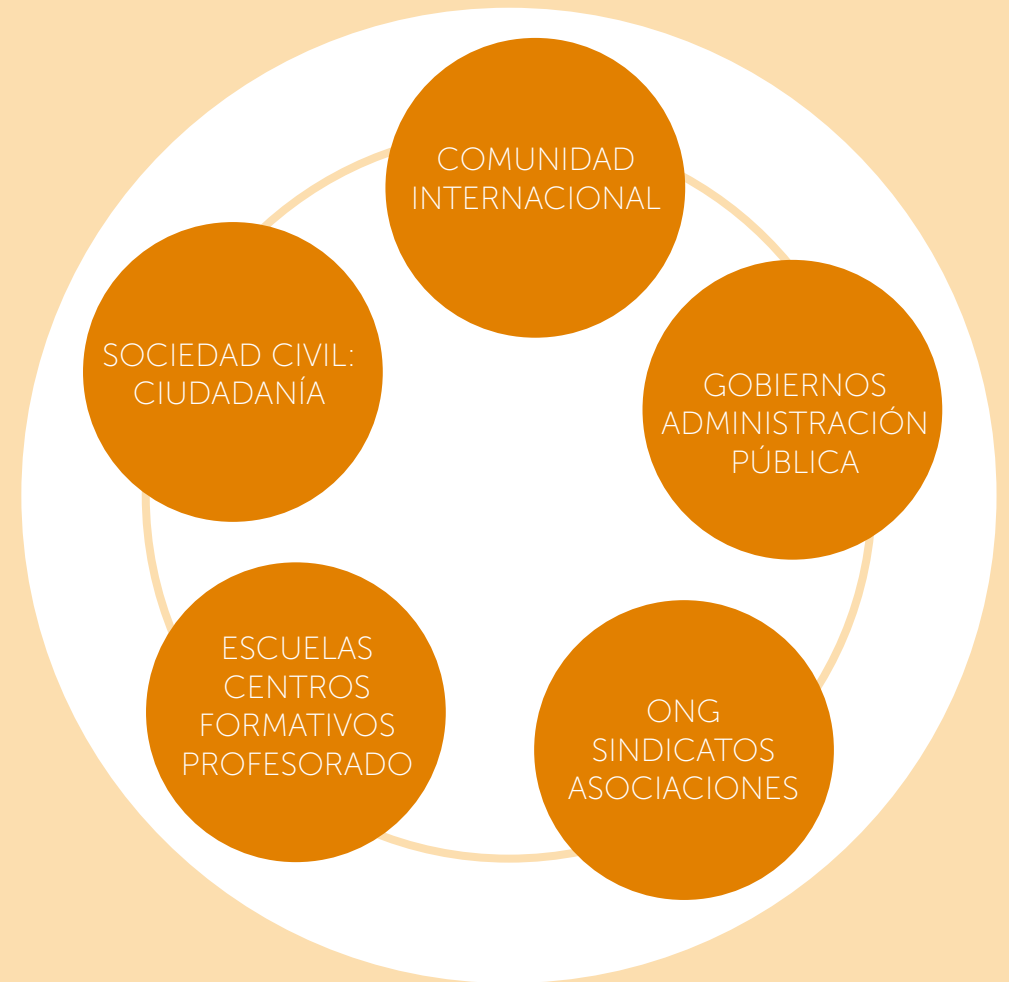 COMUNIDAD
INTERNACIONAL
GOBIERNOS
ADMINISTRACIÓN
PÚBLICA
ONG
SINDICATOS
ASOCIACIONES
ESCUELAS
CENTROS
FORMATIVOS
PROFESORADO
SOCIEDAD CIVIL:
CIUDADANÍA